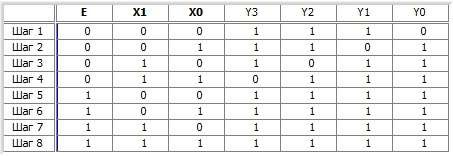 E X1 X0 Y3 Y2 Y1 Y0
Шаг 1 0 0 0 1 1 1 0
Шаг 2 0 0 1 1 1 0 1
Шаг 3 0 1 0 1 0 1 1
Шаг 4 0 1 1 0 1 1 1
Шаг 5 1 0 0 1 1 1 1
Шаг 6 1 0 1 1 1 1 1
Шаг 7 1 1 0 1 1 1 1
Шаг 8 1 1 1 1 1 1 1